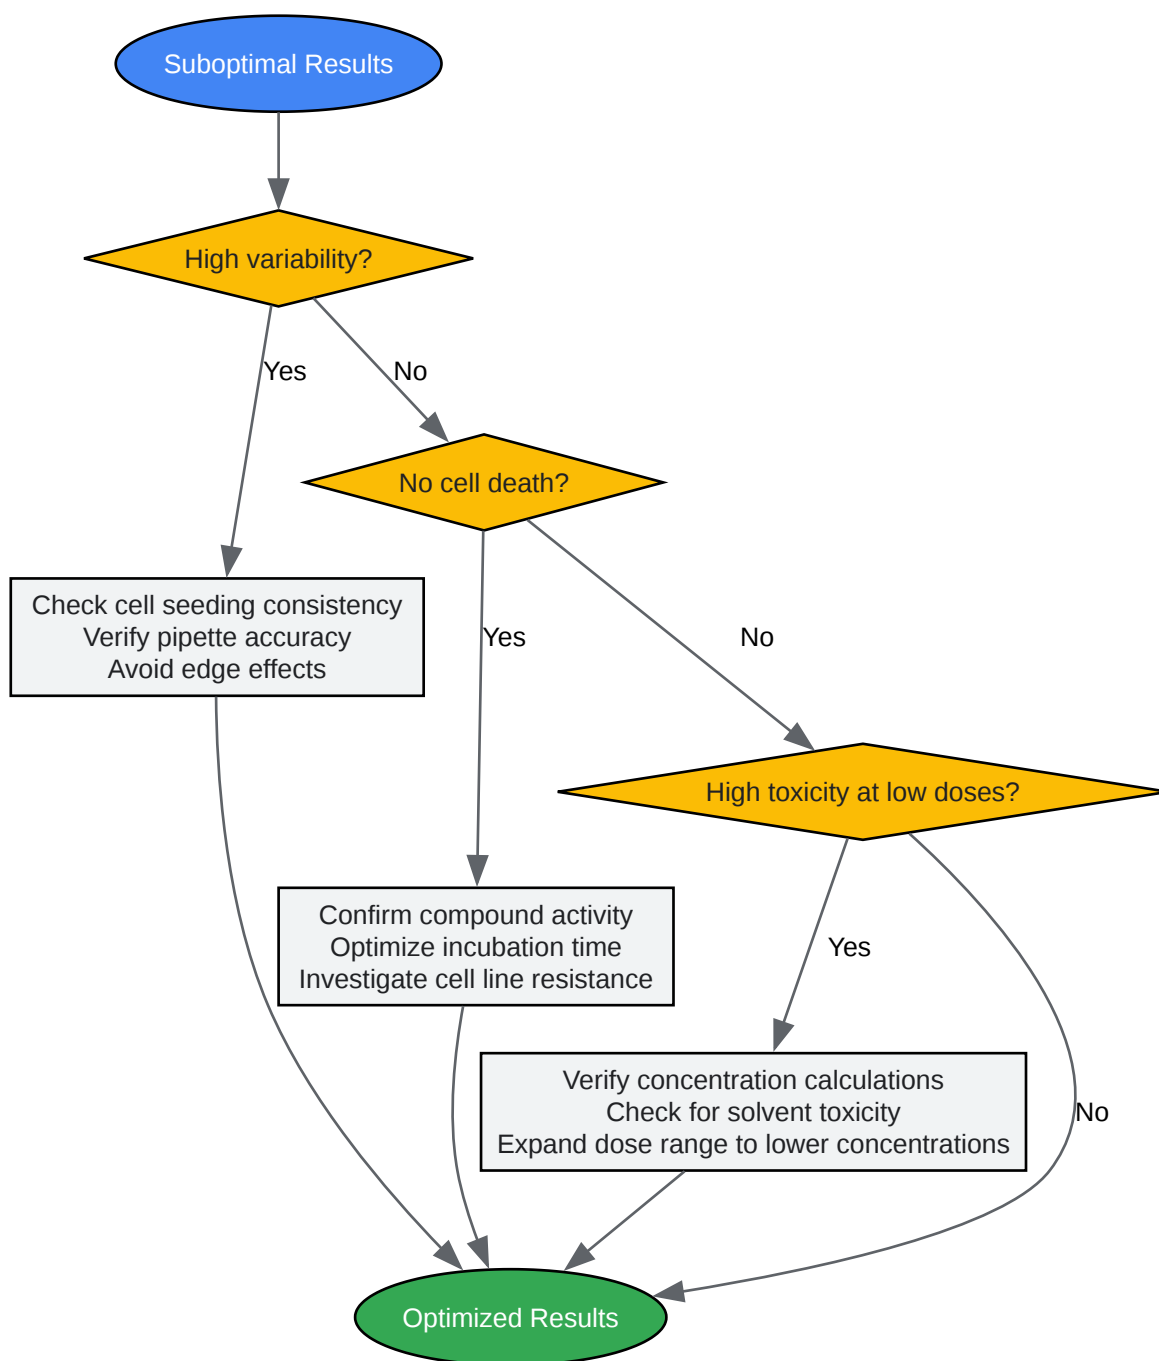 Suboptimal Results
High variability?
Yes
No
No cell death?
Check cell seeding consistency
Verify pipette accuracy
Avoid edge effects
Yes
No
High toxicity at low doses?
Confirm compound activity
Optimize incubation time
Investigate cell line resistance
Yes
Verify concentration calculations
Check for solvent toxicity
Expand dose range to lower concentrations
No
Optimized Results